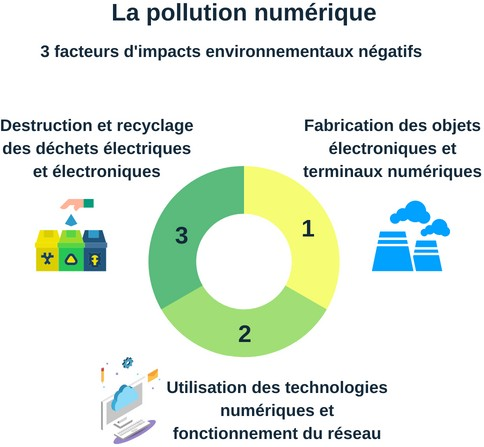 La pollution numérique
3 facteurs d'impacts environnementaux négatifs
Destruction et recyclage
des déchets électriques
et électroniques
Fabrication des objets
électroniques et
terminaux numériques
3
1
2
Utilisation des technologies
numériques et
fonctionnement du réseau